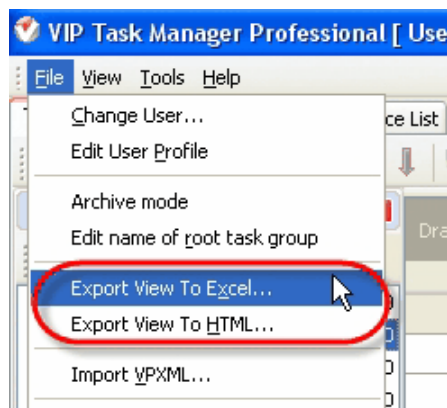 VIP Task Manager Professional [ Use
File View Tools Help
Change User...
ce List
Edit User Profile
Archive mode
Edit name of root task group
Dra
Export View To Excel...
Export View To HTML...
Import VPXML...